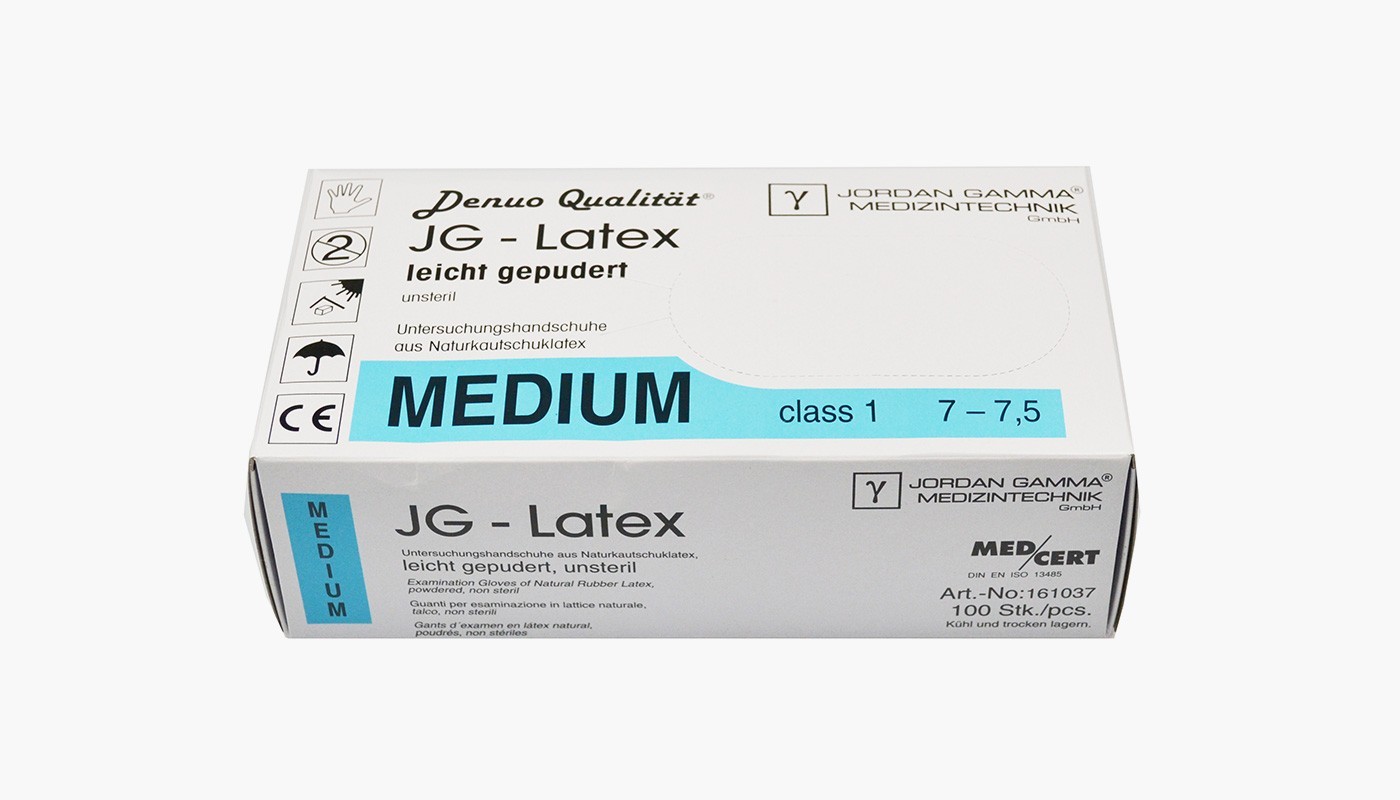 Denuo Qualität®
JG - Latex
leicht gepudert
unsteril
Untersuchungshandschuhe
aus Naturkautschuklatex
γ JORDAN GAMMA®
MEDIZINTECHNIK
GmbH
2
CE
MEDIUM class 1 7 – 7,5
MEDIUM
JG - Latex
Untersuchungshandschuhe aus Naturkautschuklatex,
leicht gepudert, unsteril
Examination Gloves of Natural Rubber Latex,
powdered, non steril
Guanti per esaminazione in lattice naturale,
talco, non sterili
Gants d´examen en látex natural,
poudrés, non stériles
γ JORDAN GAMMA®
MEDIZINTECHNIK
GmbH
MED/CERT
DIN EN ISO 13485
Art.-No:161037
100 Stk./pcs.
Kühl und trocken lagern.